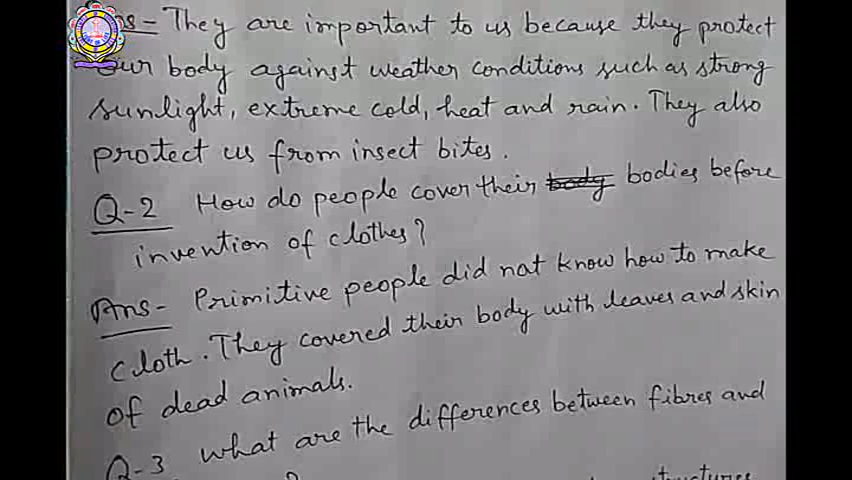 Ans - They are important to us because they protect
our body against weather conditions such as strong
sunlight, extreme cold, heat and rain. They also
protect us from insect bites.
Q-2 How do people cover their body bodies before
invention of clothes?
Ans - Primitive people did not know how to make
cloth. They covered their body with leaves and skin
of dead animals.
Q-3 What are the differences between fibres and
structures